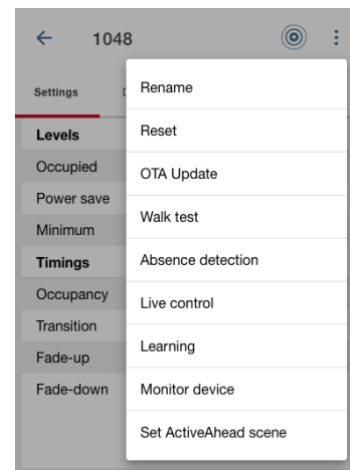 1048
Settings
Levels
Occupied
Power save
Minimum
Timings
Occupancy
Transition
Fade-up
Fade-down
Rename
Reset
OTA Update
Walk test
Absence detection
Live control
Learning
Monitor device
Set ActiveAhead scene